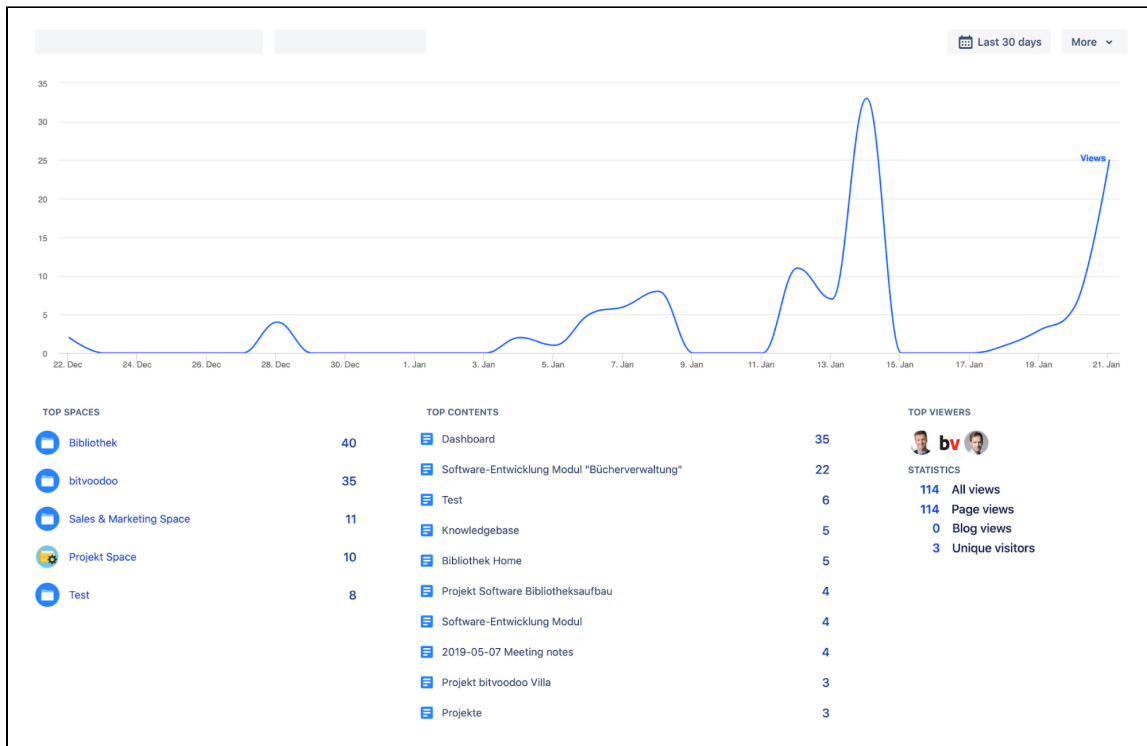 Last 30 days More
35
30
25
20
15
10
5
0
Views
22. Dec 24. Dec 26. Dec 28. Dec 30. Dec 1. Jan 3. Jan 5. Jan 7. Jan 9. Jan 11. Jan 13. Jan 15. Jan 17. Jan 19. Jan 21. Jan
TOP SPACES
Bibliothek 40
bitvoodoo 35
Sales & Marketing Space 11
Projekt Space 10
Test 8
TOP CONTENTS
Dashboard 35
Software-Entwicklung Modul "Bücherverwaltung" 22
Test 6
Knowledgebase 5
Bibliothek Home 5
Projekt Software Bibliotheksaufbau 4
Software-Entwicklung Modul 4
2019-05-07 Meeting notes 4
Projekt bitvoodoo Villa 3
Projekte 3
TOP VIEWERS
bv
STATISTICS
114 All views
114 Page views
0 Blog views
3 Unique visitors